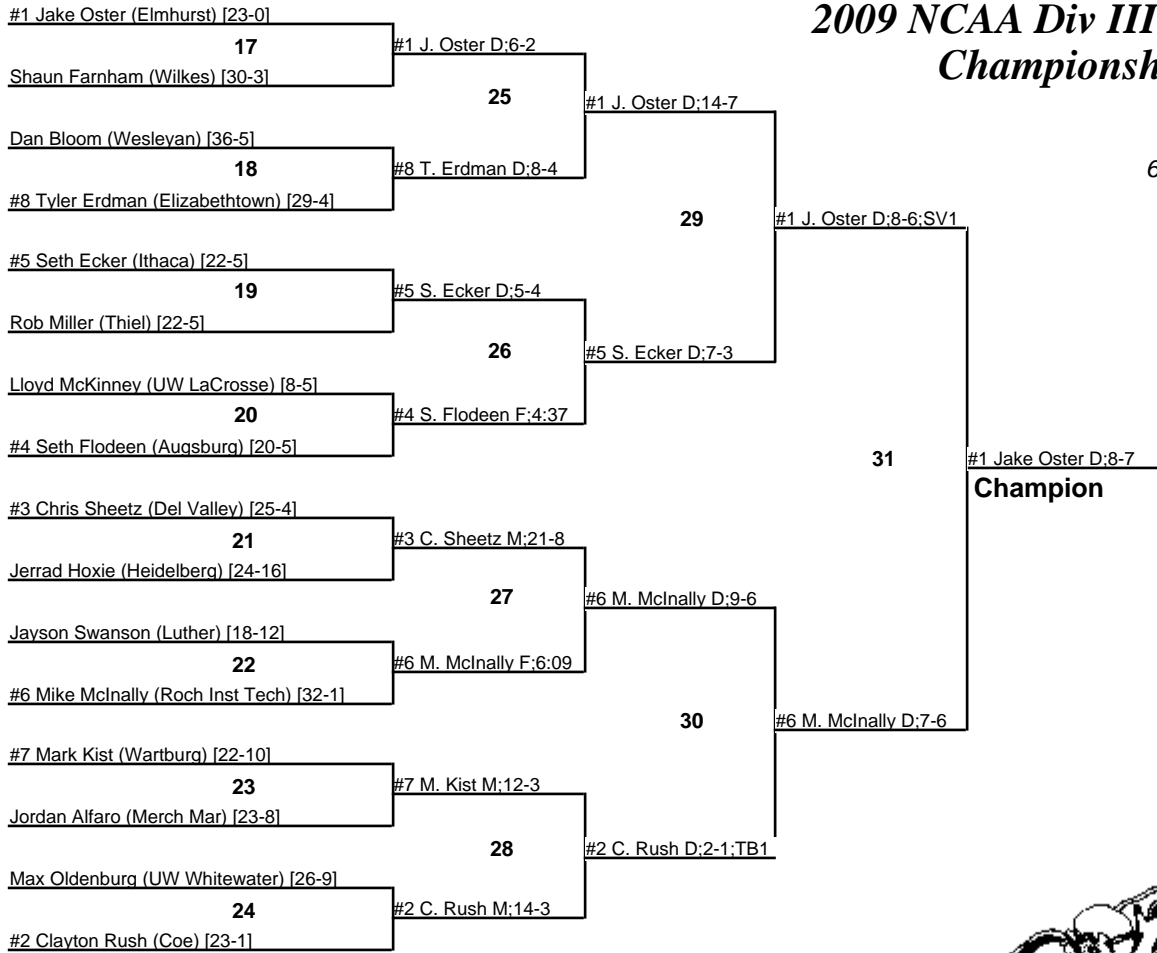 2009 NCAA Div III
Championsh
6
#1 Jake Oster (Elmhurst) [23-0]
17
Shaun Farnham (Wilkes) [30-3]
Dan Bloom (Wesleyan) [36-5]
18
#8 Tyler Erdman (Elizabethtown) [29-4]
#5 Seth Ecker (Ithaca) [22-5]
19
Rob Miller (Thiel) [22-5]
Lloyd McKinney (UW LaCrosse) [8-5]
20
#4 Seth Flodeen (Augsburg) [20-5]
#3 Chris Sheetz (Del Valley) [25-4]
21
Jerrad Hoxie (Heidelberg) [24-16]
Jayson Swanson (Luther) [18-12]
22
#6 Mike McInally (Roch Inst Tech) [32-1]
#7 Mark Kist (Wartburg) [22-10]
23
Jordan Alfaro (Merch Mar) [23-8]
Max Oldenburg (UW Whitewater) [26-9]
24
#2 Clayton Rush (Coe) [23-1]
#1 J. Oster D;6-2
25
#8 T. Erdman D;8-4
#5 S. Ecker D;5-4
26
#4 S. Flodeen F;4:37
#3 C. Sheetz M;21-8
27
#6 M. McInally F;6:09
#7 M. Kist M;12-3
28
#2 C. Rush M;14-3
#1 J. Oster D;14-7
29
#5 S. Ecker D;7-3
#6 M. McInally D;9-6
30
#2 C. Rush D;2-1;TB1
#1 J. Oster D;8-6;SV1
31
#6 M. McInally D;7-6
#1 Jake Oster D;8-7
Champion